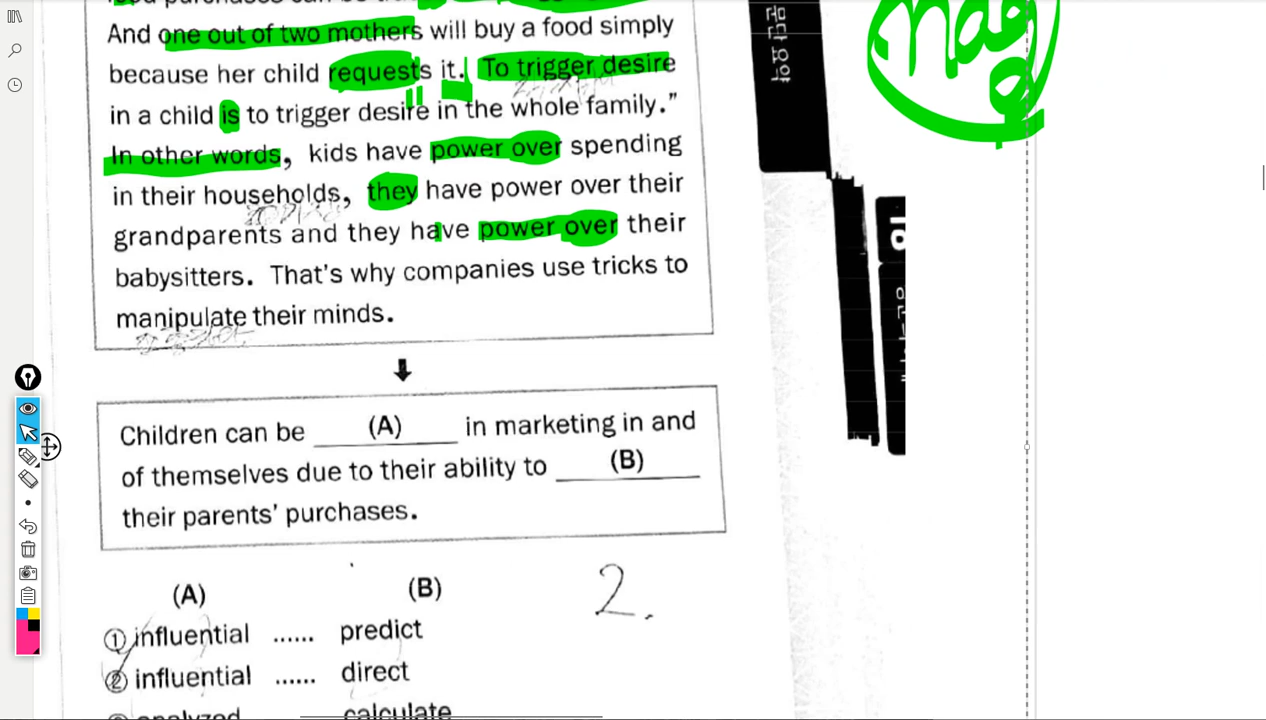 And one out of two mothers will buy a food simply
because her child requests it. To trigger desire
in a child is to trigger desire in the whole family.”
In other words, kids have power over spending
in their households, they have power over their
grandparents and they have power over their
babysitters. That’s why companies use tricks to
manipulate their minds.
Children can be (A) in marketing in and
of themselves due to their ability to (B)
their parents’ purchases.
2.
(A) (B)
① influential ...... predict
② influential ...... direct
calculate